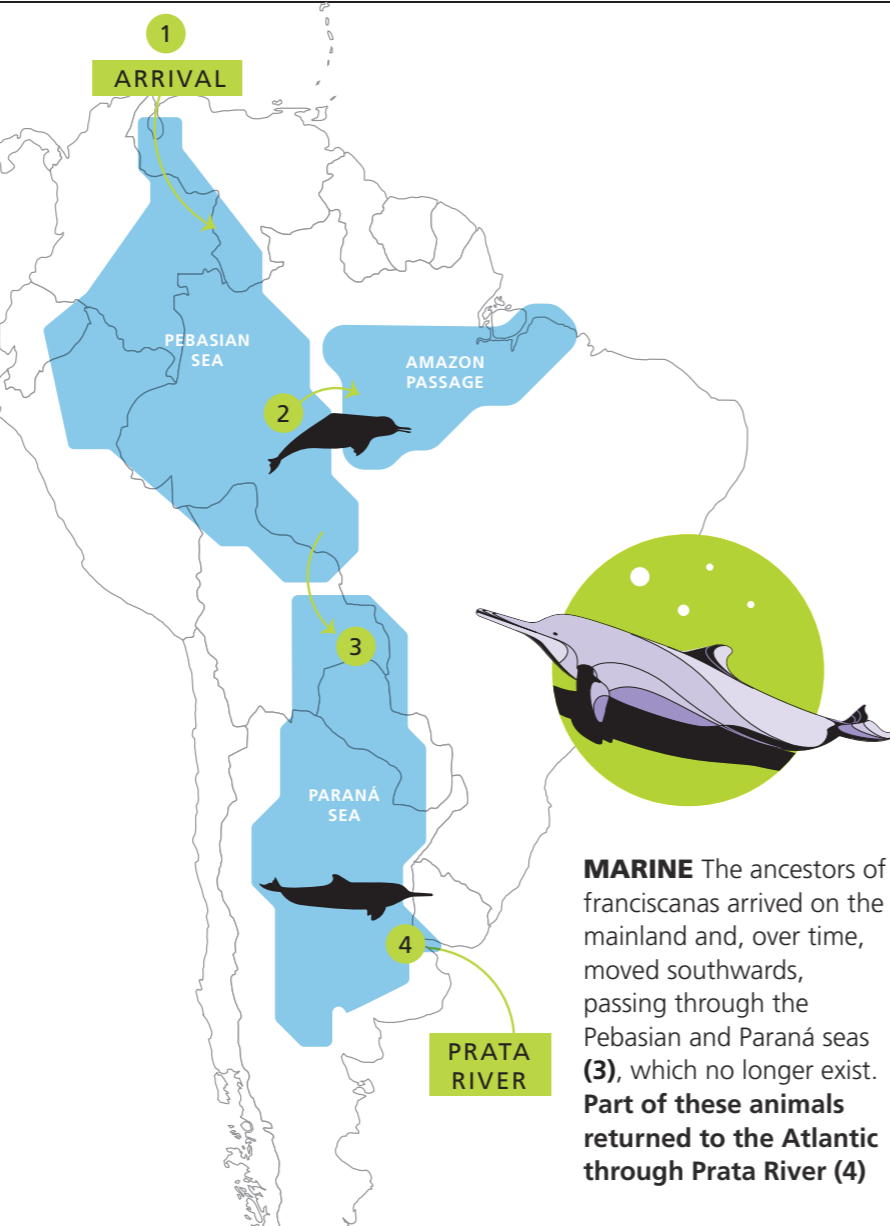 1
ARRIVAL
PEBASIAN
SEA
AMAZON
PASSAGE
2
3
PARANÁ
SEA
4
PRATA
RIVER
MARINE The ancestors of
franciscanas arrived on the
mainland and, over time,
moved southwards,
passing through the
Pebasian and Paraná seas
(3), which no longer exist.
Part of these animals
returned to the Atlantic
through Prata River (4)